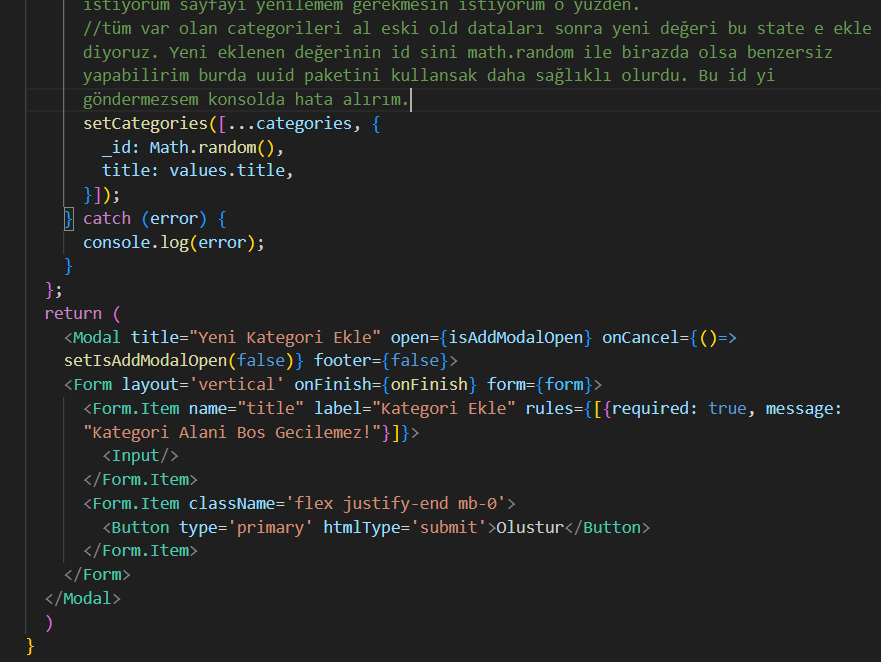 istiyorum sayfayı yenilemem gerekmesin istiyorum o yüzden.
//tüm var olan categorileri al eski old dataları sonra yeni değeri bu state e ekle
diyoruz. Yeni eklenen değerinin id sini math.random ile birazda olsa benzersiz
yapabilirim burda uuid paketini kullansak daha sağlıklı olurdu. Bu id yi
göndermezsem konsolda hata alırım.
setCategories([...categories, {
_id: Math.random(),
title: values.title,
}]);
} catch (error) {
console.log(error);
}
};
return (
<Modal title="Yeni Kategori Ekle" open={isAddModalOpen} onCancel={()=>
setIsAddModalOpen(false)} footer={false}>
<Form layout='vertical' onFinish={onFinish} form={form}>
<Form.Item name="title" label="Kategori Ekle" rules={[{required: true, message:
"Kategori Alani Bos Gecilemez!"}]}>
<Input/>
</Form.Item>
<Form.Item className='flex justify-end mb-0'>
<Button type='primary' htmlType='submit'>Olustur</Button>
</Form.Item>
</Form>
</Modal>
)
}